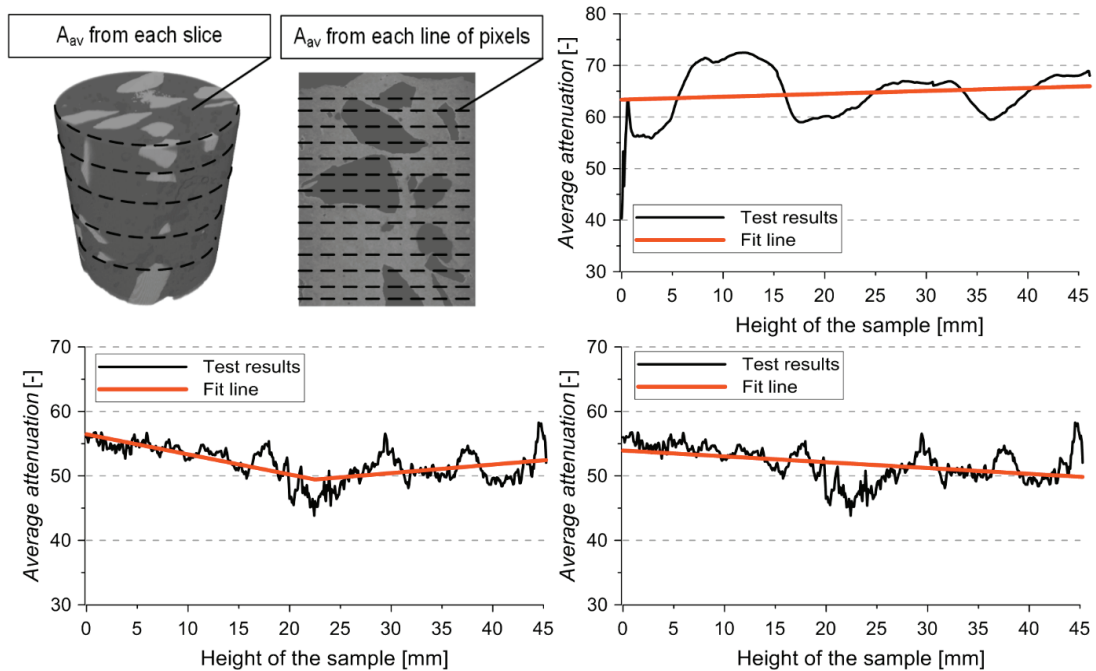 A_av from each slice
A_av from each line of pixels
80
70
60
50
40
30
Average attenuation [-]
Test results
Fit line
0 5 10 15 20 25 30 35 40 45
Height of the sample [mm]
70
60
50
40
30
Average attenuation [-]
Test results
Fit line
0 5 10 15 20 25 30 35 40 45
Height of the sample [mm]
70
60
50
40
30
Average attenuation [-]
Test results
Fit line
0 5 10 15 20 25 30 35 40 45
Height of the sample [mm]